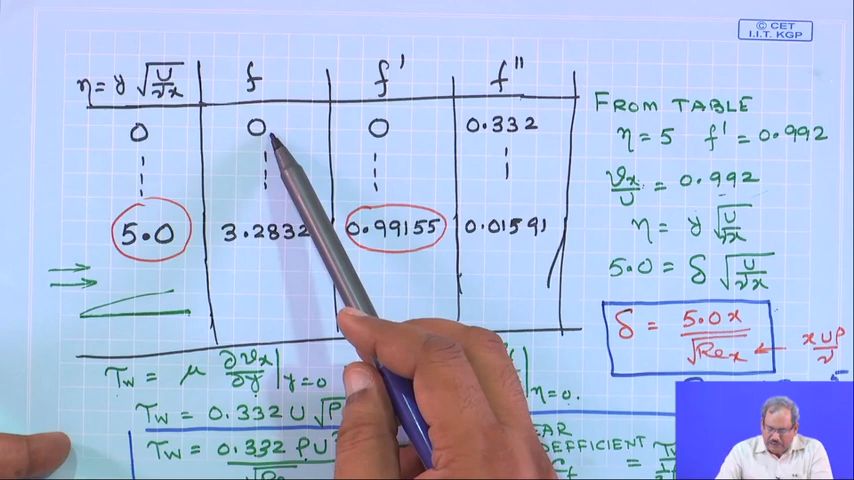 © CET
I.I.T. KGP
η = y √(U/νx) f f′ f″
0 0 0 0.332
5.0 3.2832 0.99155 0.01591
FROM TABLE
η = 5 f′ = 0.992
vx/U = 0.992
η = y √(U/νx)
5.0 = δ √(U/νx)
δ = 5.0x/√Rex ← xUρ/ν
τw = μ ∂vx/∂y |y=0
|η=0.
τw = 0.332 U √
τw = 0.332 ρU
COEFFICIENT
Cf =